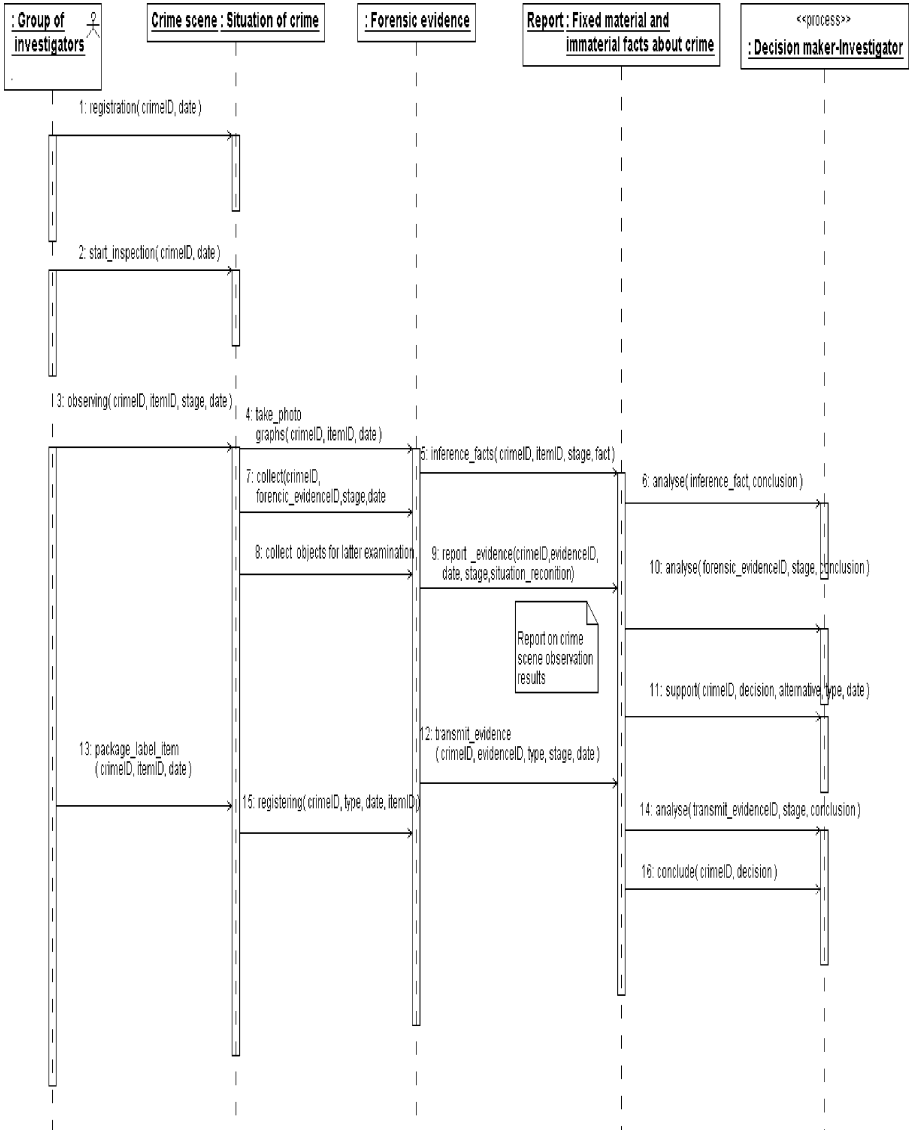 : Group of
investigators
.
Crime scene : Situation of crime
: Forensic evidence
Report : Fixed material and
immaterial facts about crime
<<process>>
: Decision maker-Investigator
1: registration( crimeID, date )
2: start_inspection( crimeID, date )
3: observing( crimeID, itemID, stage, date )
4: take_photo
graphs( crimeID, itemID, date )
5: inference_facts( crimeID, itemID, stage, fact )
6: analyse( inference_fact, conclusion )
7: collect(crimeID,
forencic_evidenceID,stage,date
8: collect objects for latter examination
9: report _evidence(crimeID,evidenceID,
date, stage,situation_reconition)
10: analyse( forensic_evidenceID, stage, conclusion )
Report on crime
scene observation
results
11: support( crimeID, decision, alternative, type, date )
12: transmit_evidence
( crimeID, evidenceID, type, stage, date )
13: package_label_item
( crimeID, itemID, date )
14: analyse( transmit_evidenceID, stage, conclusion )
15: registering( crimeID, type, date, itemID )
16: conclude( crimeID, decision )